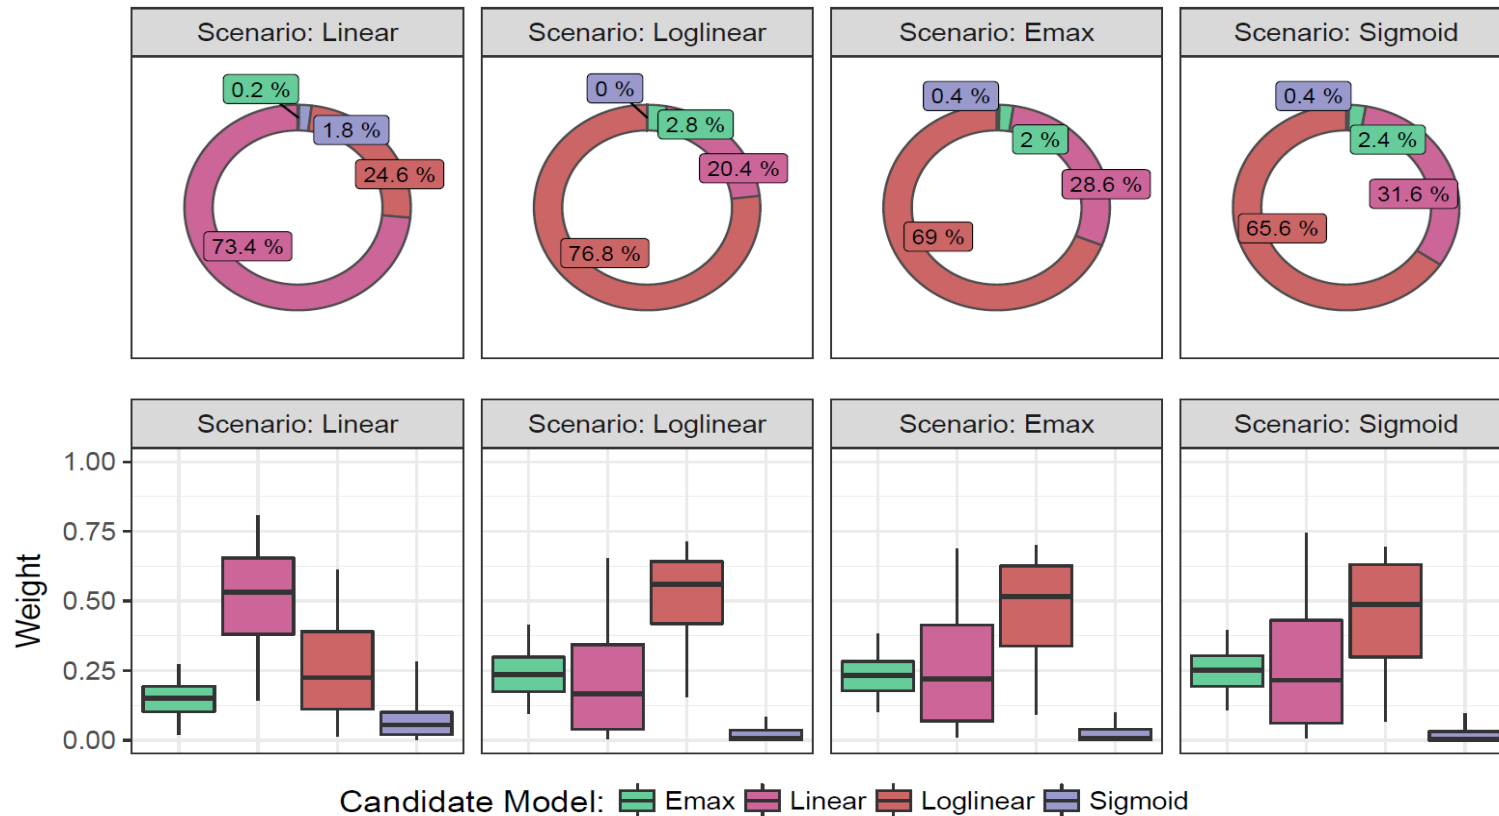 Scenario: Linear
Scenario: Loglinear
Scenario: Emax
Scenario: Sigmoid
0.2 %
1.8 %
24.6 %
73.4 %
0 %
2.8 %
20.4 %
76.8 %
0.4 %
2 %
28.6 %
69 %
0.4 %
2.4 %
31.6 %
65.6 %
Scenario: Linear
Scenario: Loglinear
Scenario: Emax
Scenario: Sigmoid
Weight
1.00
0.75
0.50
0.25
0.00
Candidate Model: Emax Linear Loglinear Sigmoid